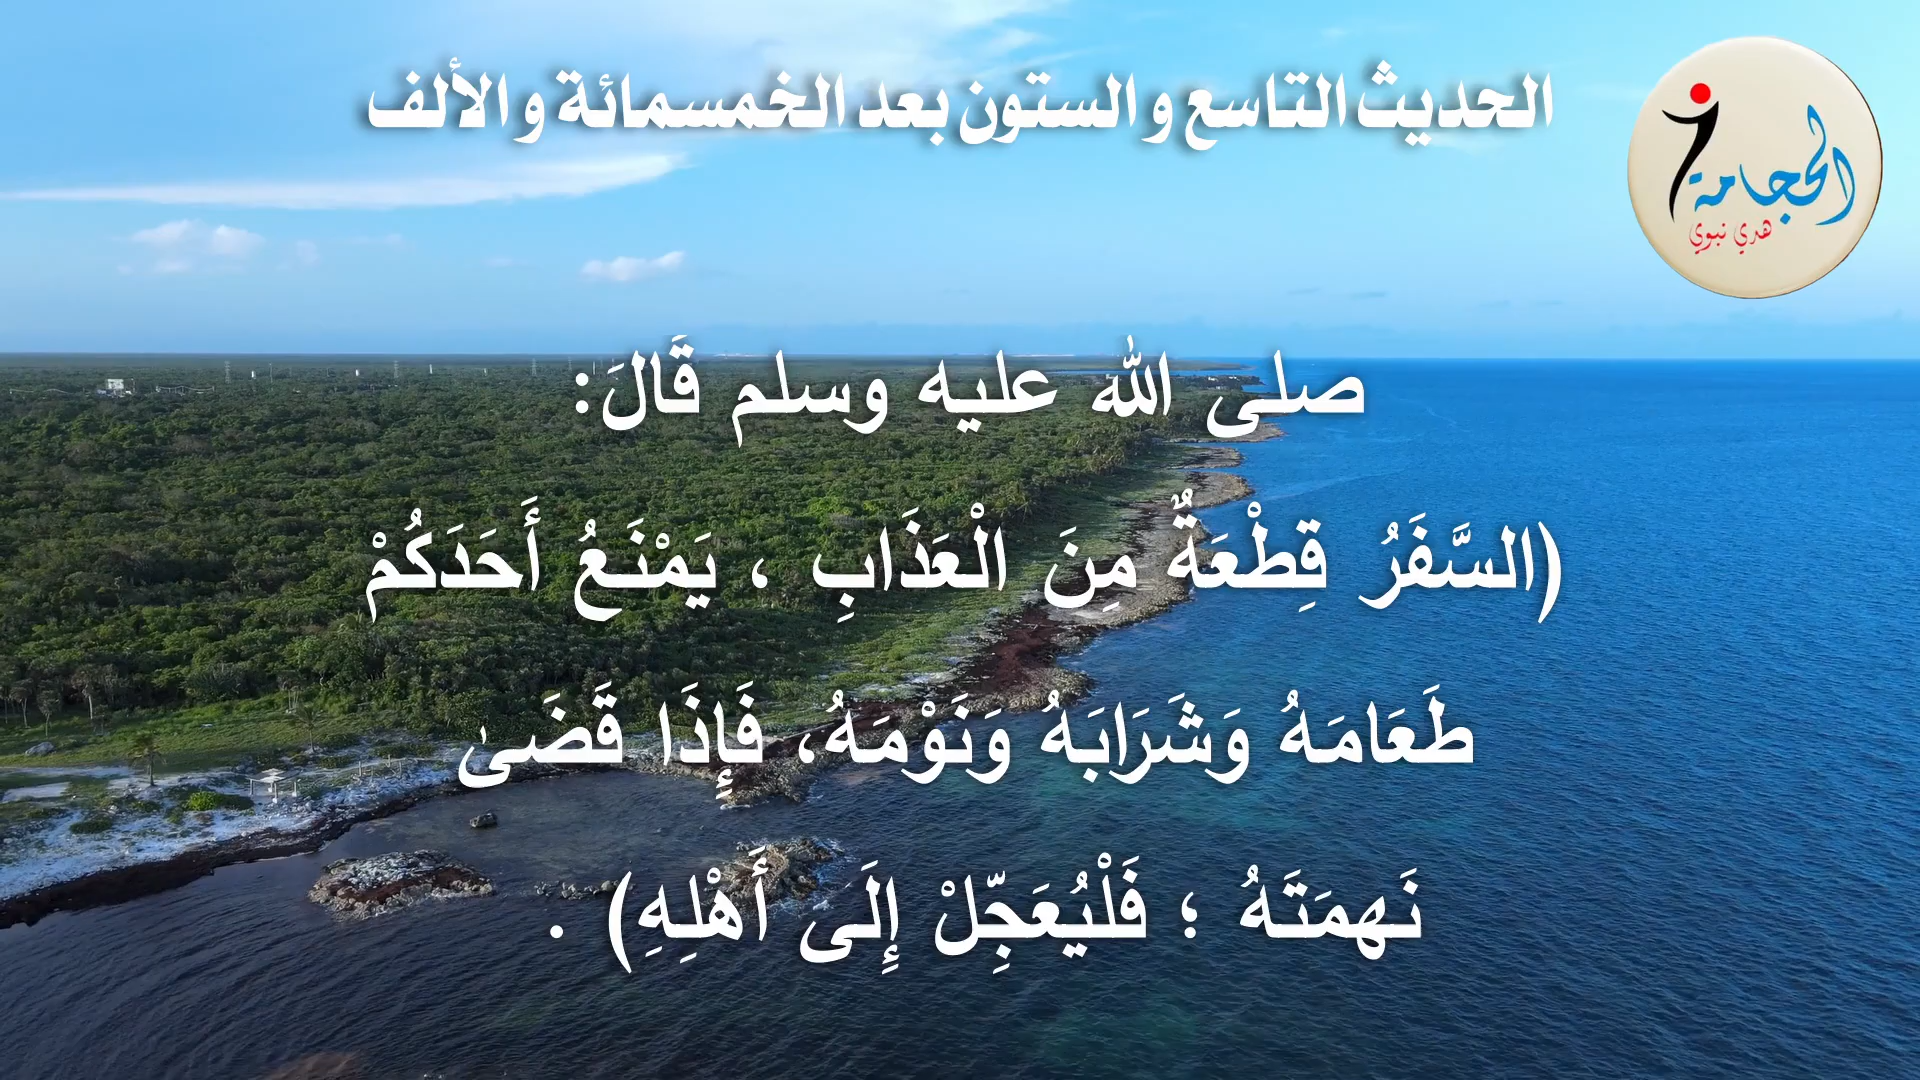 الحديث التاسع و الستون بعد الخمسمائة و الألف
الحجامة
هدي نبوي
صلى الله عليه وسلم قَالَ:
(السَّفَرُ قِطْعَةٌ مِنَ الْعَذَابِ ، يَمْنَعُ أَحَدَكُمْ
طَعَامَهُ وَشَرَابَهُ وَنَوْمَهُ، فَإِذَا قَضَىٰ
نَهمَتَهُ ؛ فَلْيُعَجِّلْ إِلَى أَهْلِهِ) .